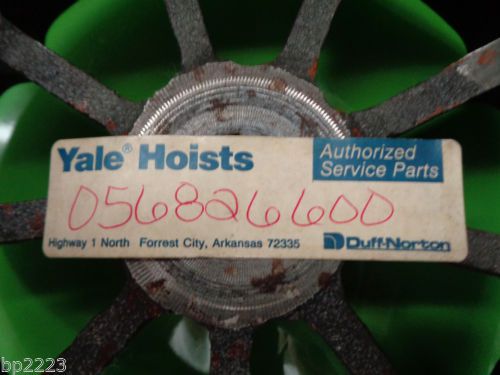 Yale® Hoists
Authorized
Service Parts
056826600
Highway 1 North Forrest City, Arkansas 72335
Duff-Norton
bp2223